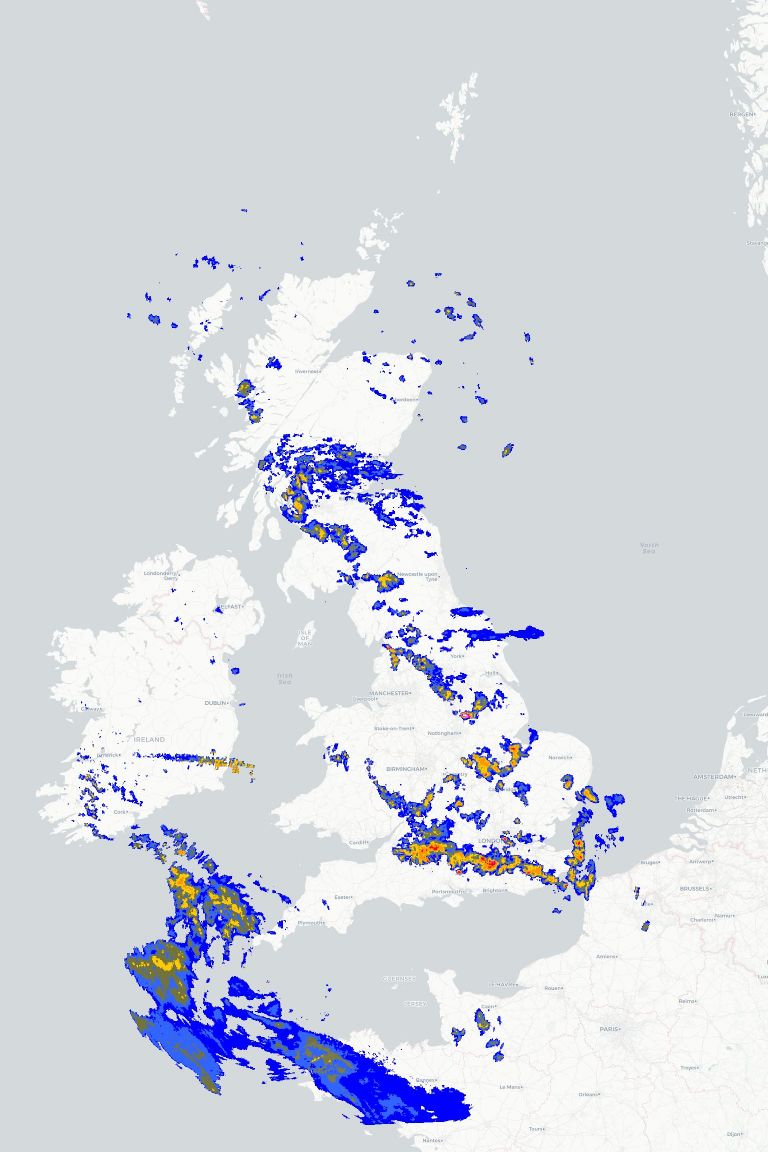 BERGEN
Inverness
Aberdeen
North
Sea
Londonderry/
Derry
BELFAST
Newcastle upon
Tyne
ISLE
OF
MAN
York
Hull
Irish
Sea
Galway
DUBLIN
MANCHESTER
Liverpool
Stoke-on-Trent
Nottingham
IRELAND
Limerick
BIRMINGHAM
Norwich
AMSTERDAM
THE HAGUE
Utrecht
Rotterdam
Cork
Cardiff
LONDON
Bruges
Antwerp
BRUSSELS
Exeter
Portsmouth
Brighton
Plymouth
Lille
Charleroi
Namur
Amiens
GUERNSEY
JERSEY
LE HAVRE
Rouen
Caen
Reims
PARIS
Rennes
Le Mans
Orléans
Troyes
Tours
Nantes
Dijon